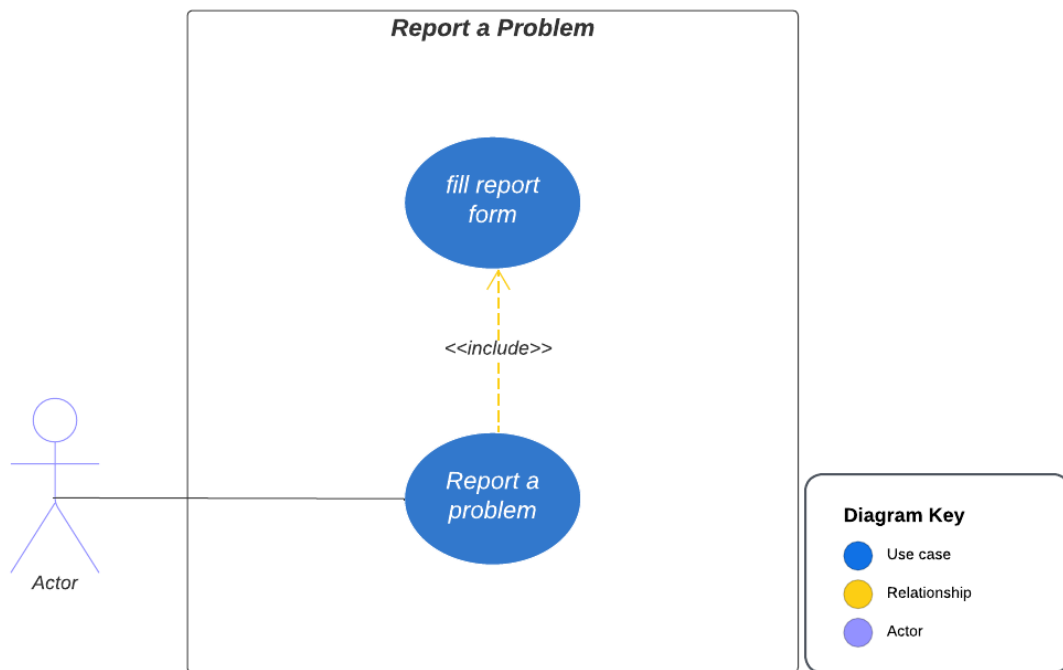 Report a Problem
fill report
form
<<include>>
Report a
problem
Actor
Diagram Key
Use case
Relationship
Actor